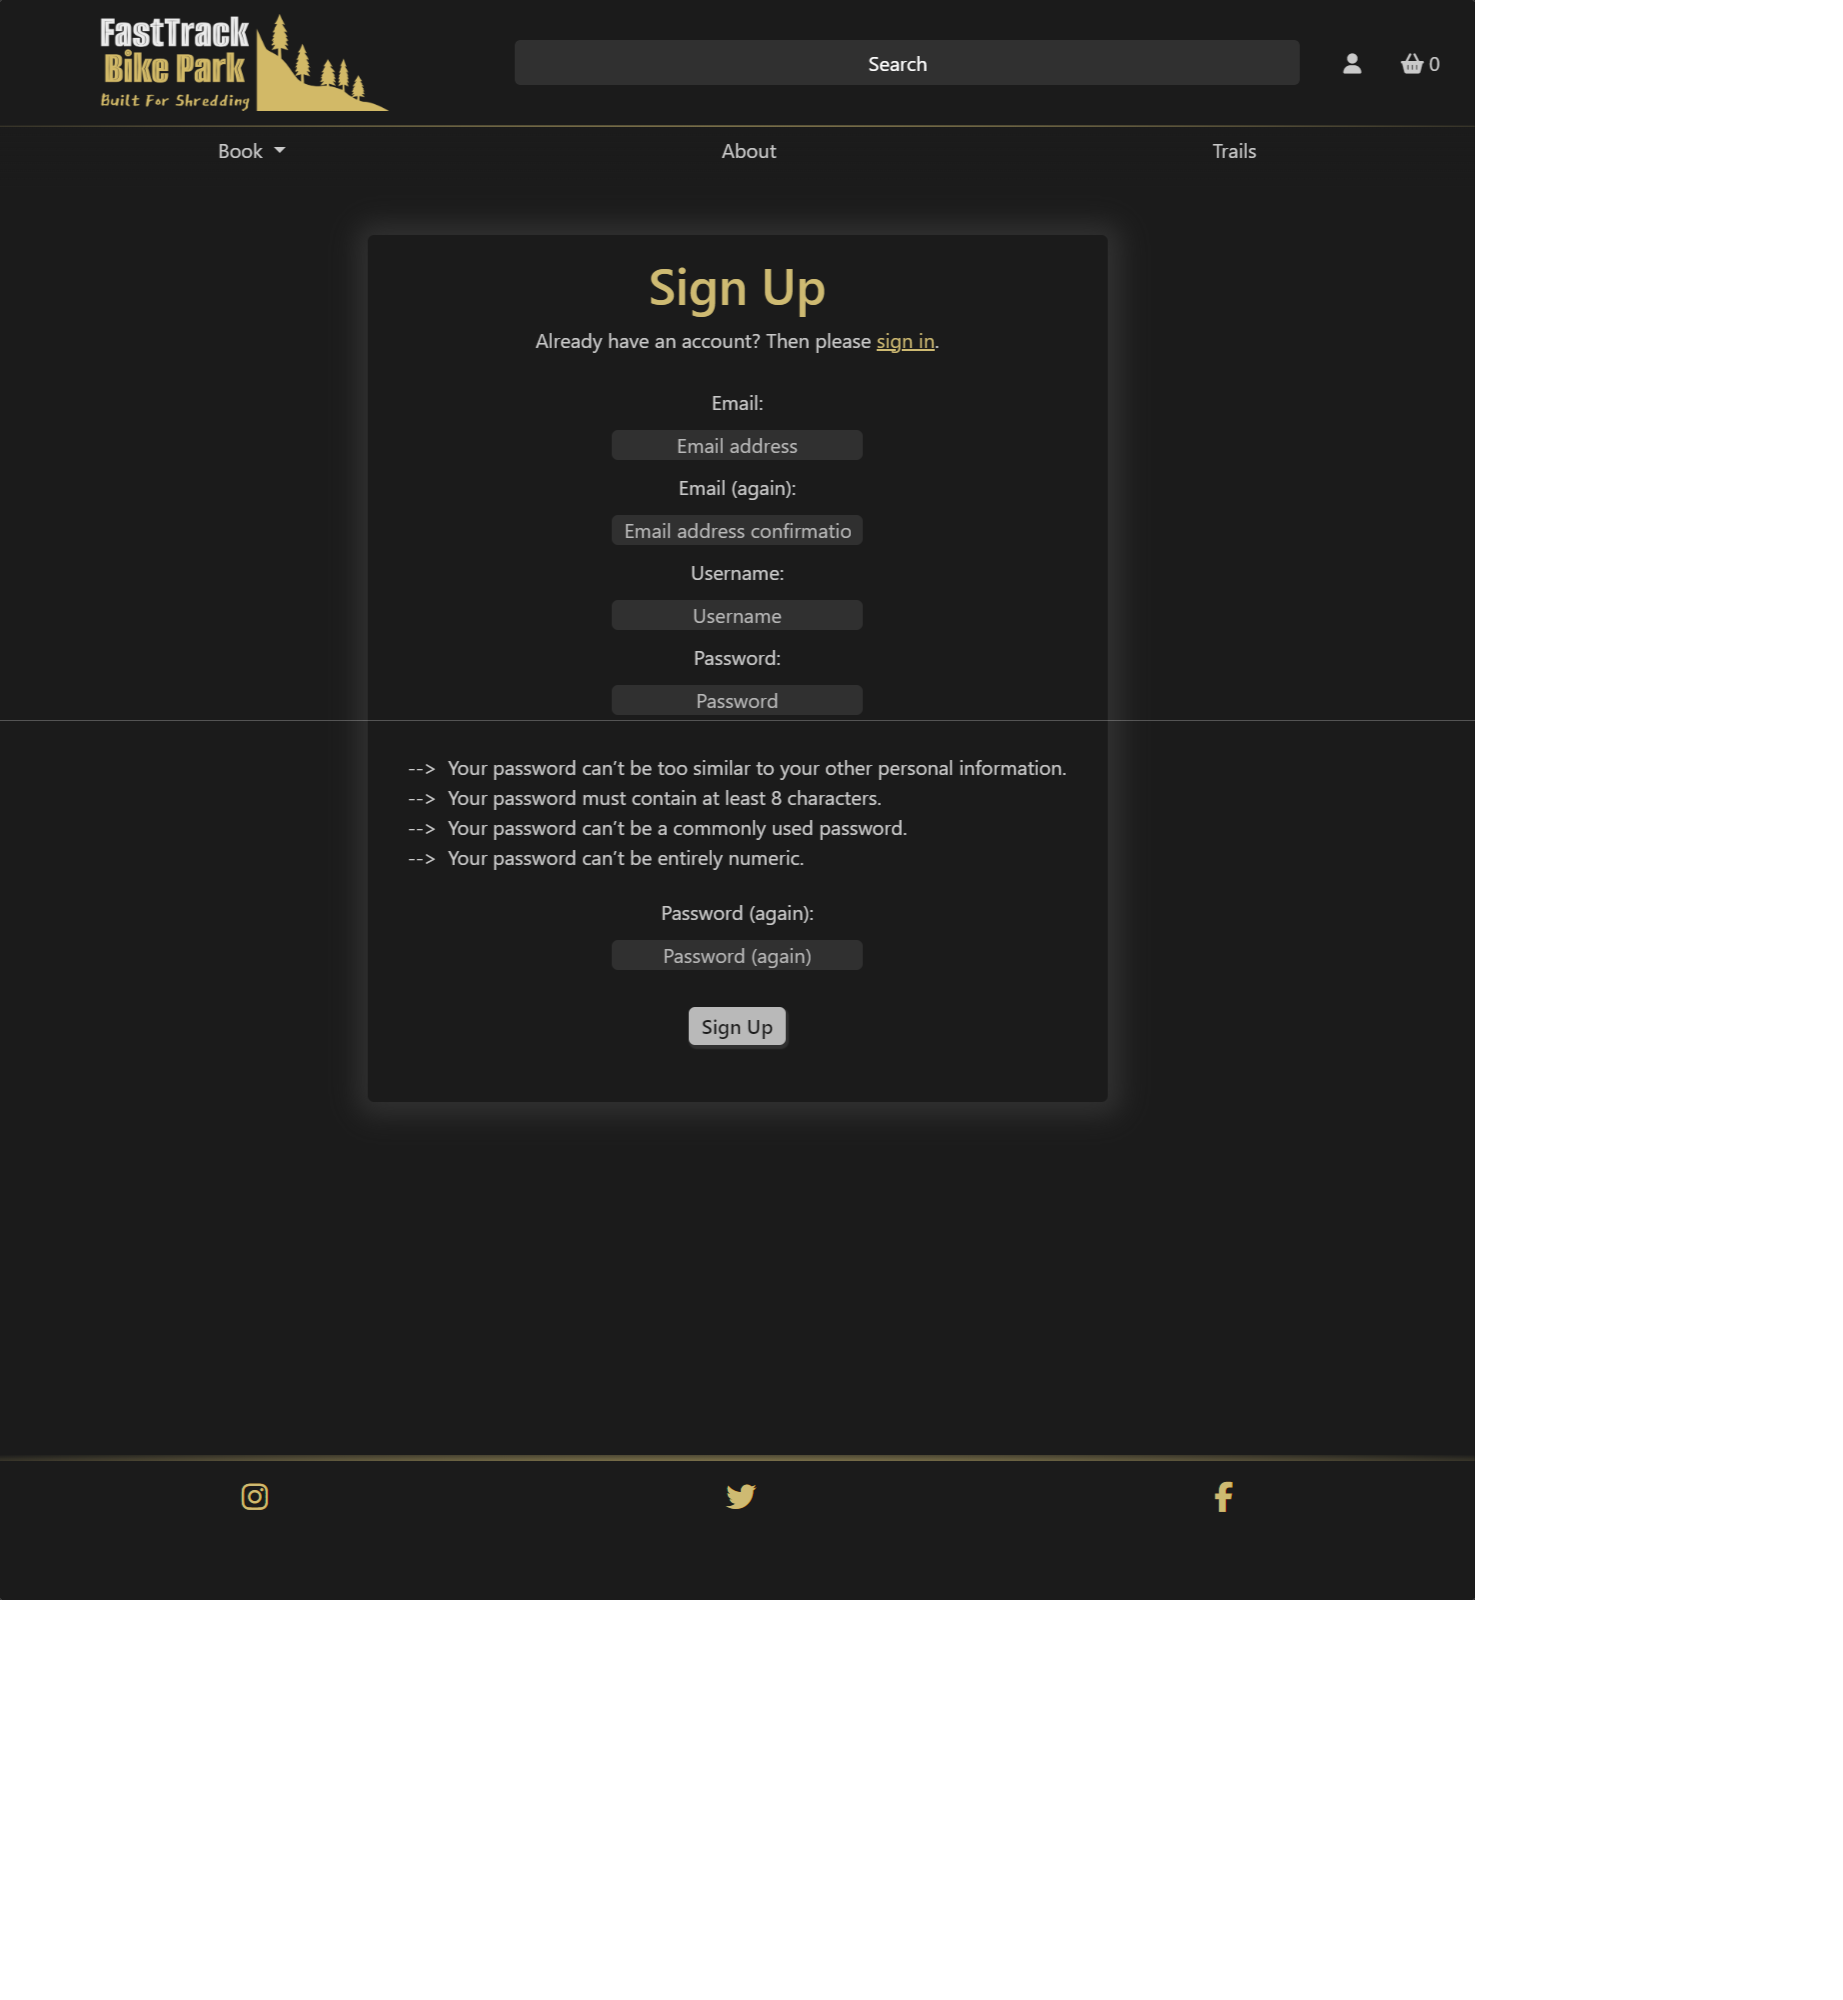 FastTrack
Bike Park
Built For Shredding
Search
0
Book
About
Trails
Sign Up
Already have an account? Then please sign in.
Email:
Email address
Email (again):
Email address confirmatio
Username:
Username
Password:
Password
--> Your password can’t be too similar to your other personal information.
--> Your password must contain at least 8 characters.
--> Your password can’t be a commonly used password.
--> Your password can’t be entirely numeric.
Password (again):
Password (again)
Sign Up